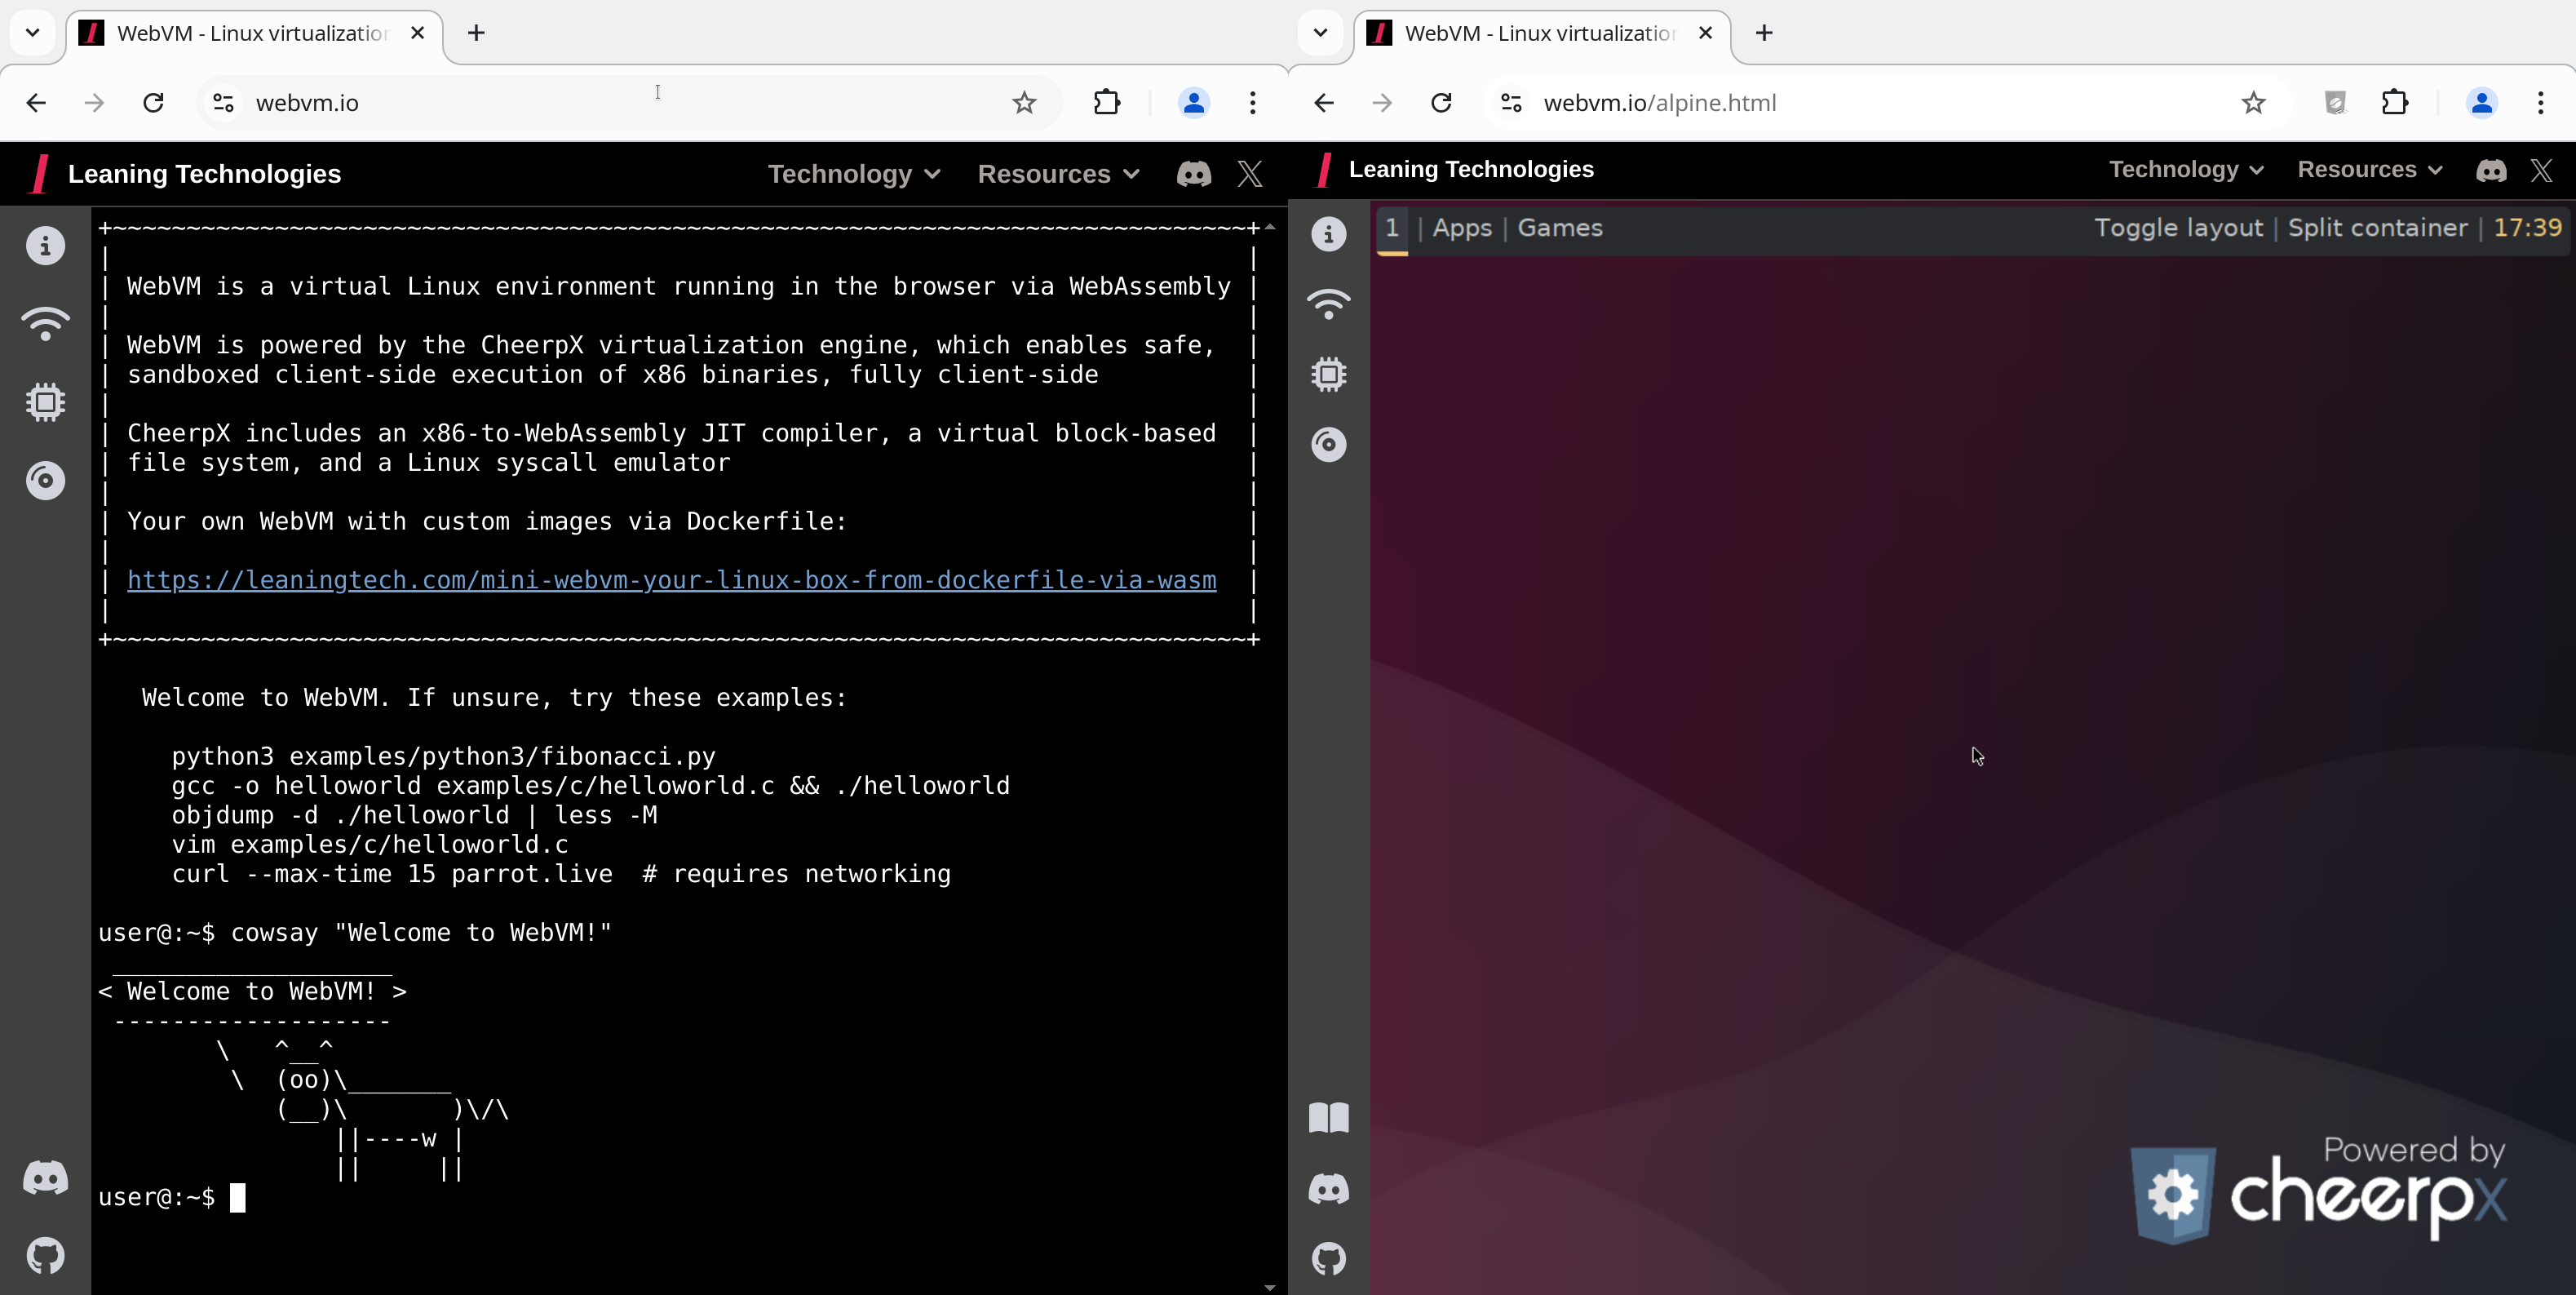 WebVM - Linux virtualization
webvm.io
Leaning Technologies
Technology
Resources
+~~~~~~~~~~~~~~~~~~~~~~~~~~~~~~~~~~~~~~~~~~~~~~~~~~~~~~~~~~~~~~~~~~~~~~~~~~~~~+
| WebVM is a virtual Linux environment running in the browser via WebAssembly |
| WebVM is powered by the CheerpX virtualization engine, which enables safe, |
| sandboxed client-side execution of x86 binaries, fully client-side |
| CheerpX includes an x86-to-WebAssembly JIT compiler, a virtual block-based |
| file system, and a Linux syscall emulator |
| Your own WebVM with custom images via Dockerfile: |
| https://leaningtech.com/mini-webvm-your-linux-box-from-dockerfile-via-wasm |
+~~~~~~~~~~~~~~~~~~~~~~~~~~~~~~~~~~~~~~~~~~~~~~~~~~~~~~~~~~~~~~~~~~~~~~~~~~~~~+
Welcome to WebVM. If unsure, try these examples:
python3 examples/python3/fibonacci.py
gcc -o helloworld examples/c/helloworld.c && ./helloworld
objdump -d ./helloworld | less -M
vim examples/c/helloworld.c
curl --max-time 15 parrot.live  # requires networking
user@:~$ cowsay "Welcome to WebVM!"
 ___________________
< Welcome to WebVM! >
 -------------------
        \   ^__^
         \  (oo)\_______
            (__)\       )\/\
                ||----w |
                ||     ||
user@:~$
WebVM - Linux virtualization
webvm.io/alpine.html
Leaning Technologies
Technology
Resources
1 | Apps | Games
Toggle layout | Split container | 17:39
Powered by
cheerpx